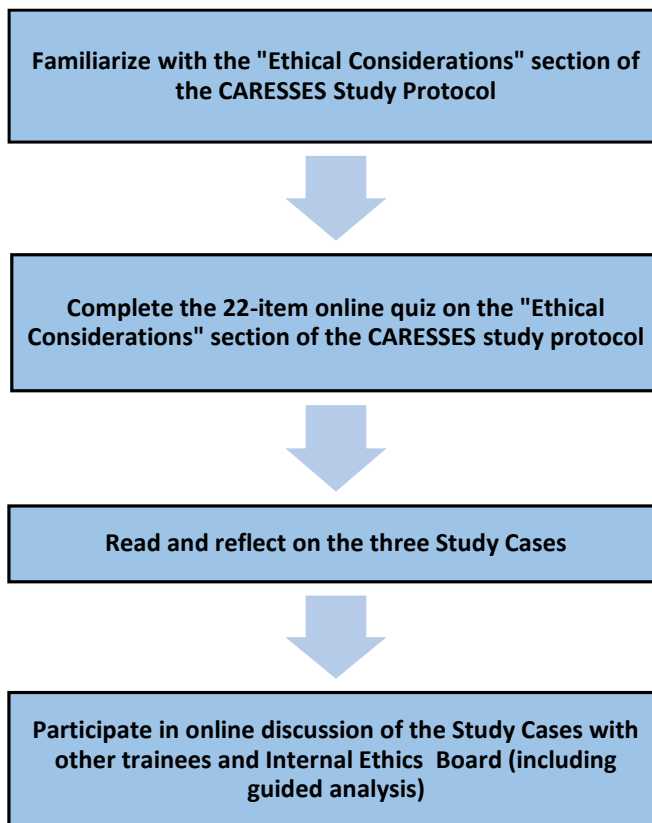 Familiarize with the "Ethical Considerations" section of
the CARESSES Study Protocol
Complete the 22-item online quiz on the "Ethical
Considerations" section of the CARESSES study protocol
Read and reflect on the three Study Cases
Participate in online discussion of the Study Cases with
other trainees and Internal Ethics  Board (including
guided analysis)